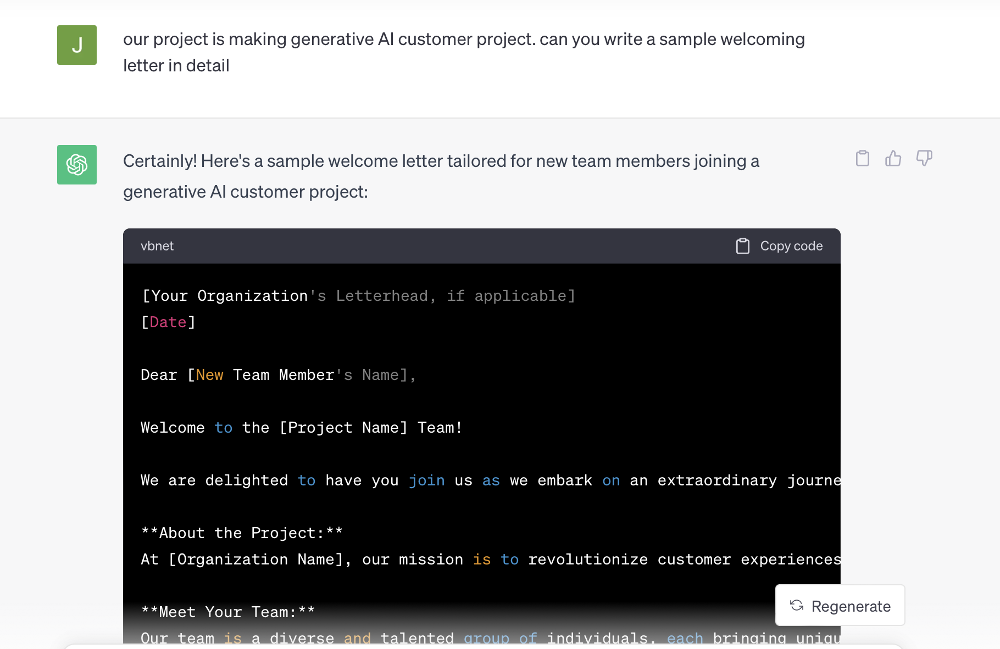 J
our project is making generative AI customer project. can you write a sample welcoming
letter in detail
Certainly! Here's a sample welcome letter tailored for new team members joining a
generative AI customer project:
vbnet
Copy code
[Your Organization's Letterhead, if applicable]
[Date]
Dear [New Team Member's Name],
Welcome to the [Project Name] Team!
We are delighted to have you join us as we embark on an extraordinary journe
**About the Project:**
At [Organization Name], our mission is to revolutionize customer experiences
**Meet Your Team:**
Regenerate
Our team is a diverse and talented group of individuals, each bringing uniqu